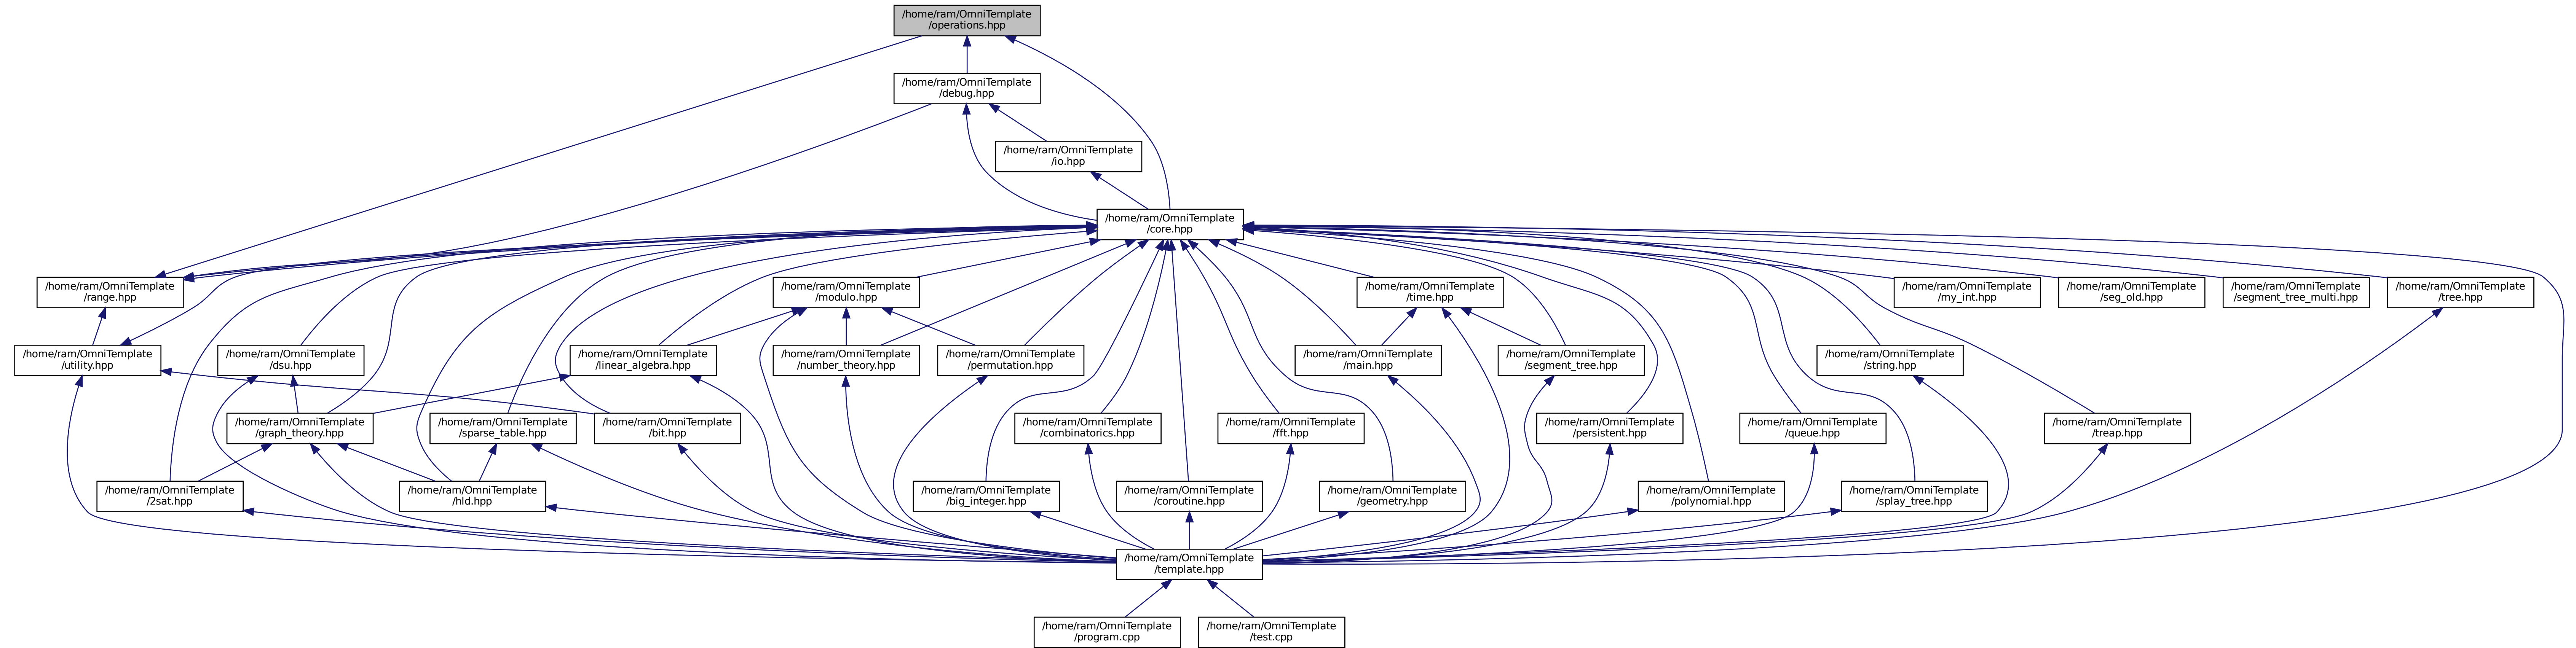 /home/ram/OmniTemplate
/operations.hpp
/home/ram/OmniTemplate
/debug.hpp
/home/ram/OmniTemplate
/io.hpp
/home/ram/OmniTemplate
/core.hpp
/home/ram/OmniTemplate
/range.hpp
/home/ram/OmniTemplate
/modulo.hpp
/home/ram/OmniTemplate
/time.hpp
/home/ram/OmniTemplate
/my_int.hpp
/home/ram/OmniTemplate
/seg_old.hpp
/home/ram/OmniTemplate
/segment_tree_multi.hpp
/home/ram/OmniTemplate
/tree.hpp
/home/ram/OmniTemplate
/utility.hpp
/home/ram/OmniTemplate
/dsu.hpp
/home/ram/OmniTemplate
/linear_algebra.hpp
/home/ram/OmniTemplate
/number_theory.hpp
/home/ram/OmniTemplate
/permutation.hpp
/home/ram/OmniTemplate
/main.hpp
/home/ram/OmniTemplate
/segment_tree.hpp
/home/ram/OmniTemplate
/string.hpp
/home/ram/OmniTemplate
/graph_theory.hpp
/home/ram/OmniTemplate
/sparse_table.hpp
/home/ram/OmniTemplate
/bit.hpp
/home/ram/OmniTemplate
/combinatorics.hpp
/home/ram/OmniTemplate
/fft.hpp
/home/ram/OmniTemplate
/persistent.hpp
/home/ram/OmniTemplate
/queue.hpp
/home/ram/OmniTemplate
/treap.hpp
/home/ram/OmniTemplate
/2sat.hpp
/home/ram/OmniTemplate
/hld.hpp
/home/ram/OmniTemplate
/big_integer.hpp
/home/ram/OmniTemplate
/coroutine.hpp
/home/ram/OmniTemplate
/geometry.hpp
/home/ram/OmniTemplate
/polynomial.hpp
/home/ram/OmniTemplate
/splay_tree.hpp
/home/ram/OmniTemplate
/template.hpp
/home/ram/OmniTemplate
/program.cpp
/home/ram/OmniTemplate
/test.cpp